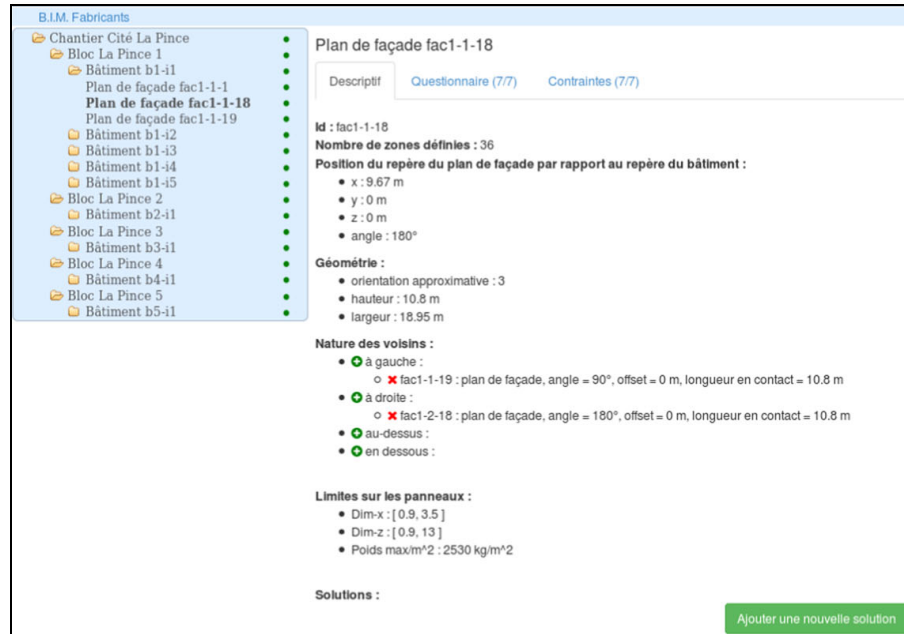 B.I.M. Fabricants
Chantier Cité La Pince
Bloc La Pince 1
Bâtiment b1-i1
Plan de façade fac1-1-1
Plan de façade fac1-1-18
Plan de façade fac1-1-19
Bâtiment b1-i2
Bâtiment b1-i3
Bâtiment b1-i4
Bâtiment b1-i5
Bloc La Pince 2
Bâtiment b2-i1
Bloc La Pince 3
Bâtiment b3-i1
Bloc La Pince 4
Bâtiment b4-i1
Bloc La Pince 5
Bâtiment b5-i1
Plan de façade fac1-1-18
Descriptif Questionnaire (7/7) Contraintes (7/7)
Id : fac1-1-18
Nombre de zones définies : 36
Position du repère du plan de façade par rapport au repère du bâtiment :
x : 9.67 m
y : 0 m
z : 0 m
angle : 180°
Géométrie :
orientation approximative : 3
hauteur : 10.8 m
largeur : 18.95 m
Nature des voisins :
à gauche :
fac1-1-19 : plan de façade, angle = 90°, offset = 0 m, longueur en contact = 10.8 m
à droite :
fac1-2-18 : plan de façade, angle = 180°, offset = 0 m, longueur en contact = 10.8 m
au-dessus :
en dessous :
Limites sur les panneaux :
Dim-x : [ 0.9, 3.5 ]
Dim-z : [ 0.9, 13 ]
Poids max/m^2 : 2530 kg/m^2
Solutions :
Ajouter une nouvelle solution